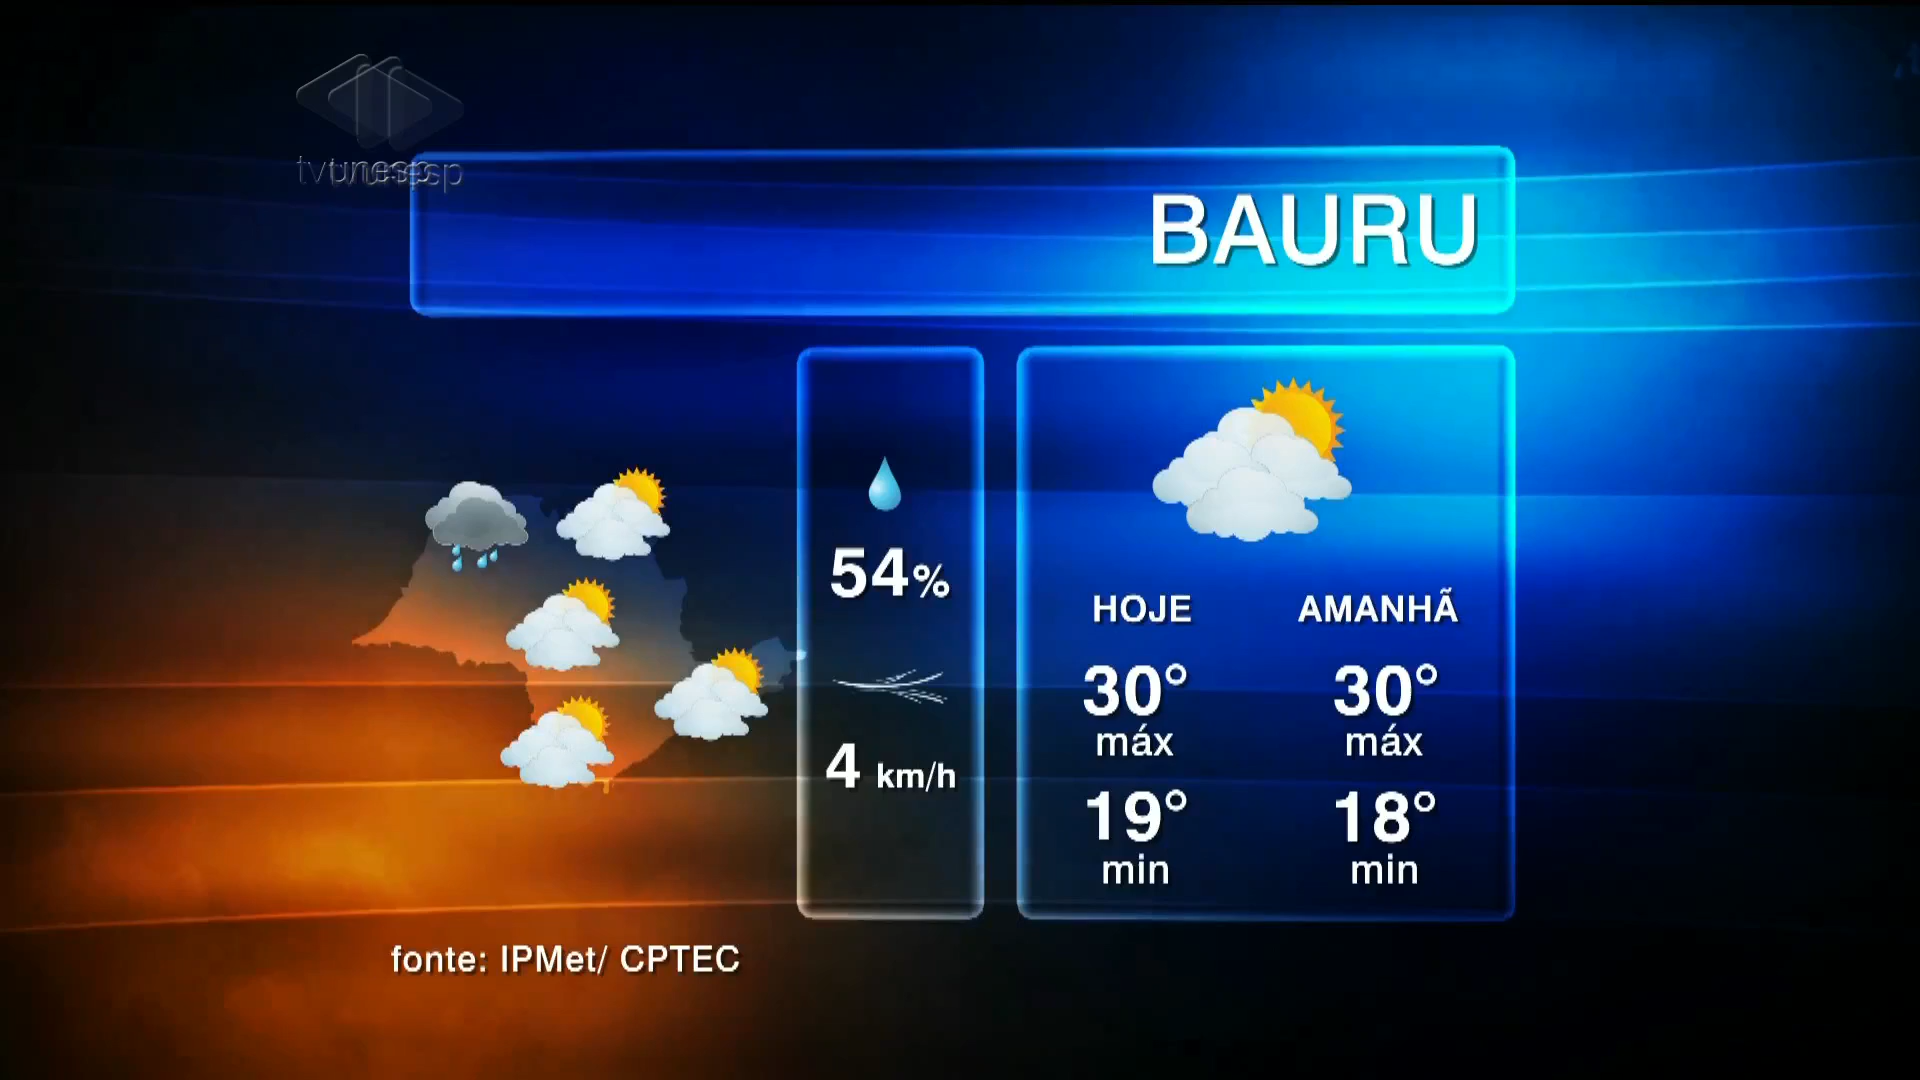 tvunesp
BAURU
54%
4 km/h
HOJE AMANHÃ
30° 30°
máx máx
19° 18°
min min
fonte: IPMet/ CPTEC